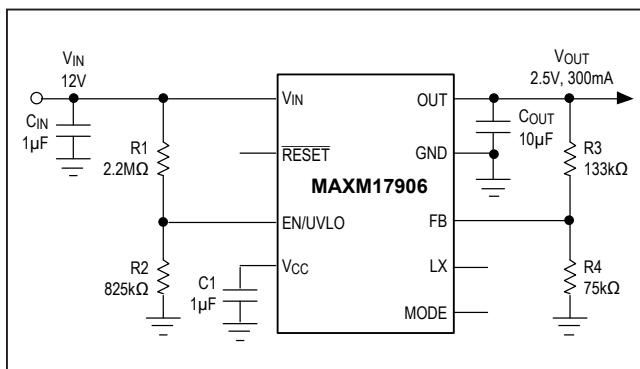 VIN
12V
VOUT
2.5V, 300mA
CIN
1µF
R1
2.2MΩ
R2
825kΩ
C1
1µF
VIN
RESET
EN/UVLO
VCC
MAXM17906
OUT
GND
FB
LX
MODE
COUT
10µF
R3
133kΩ
R4
75kΩ